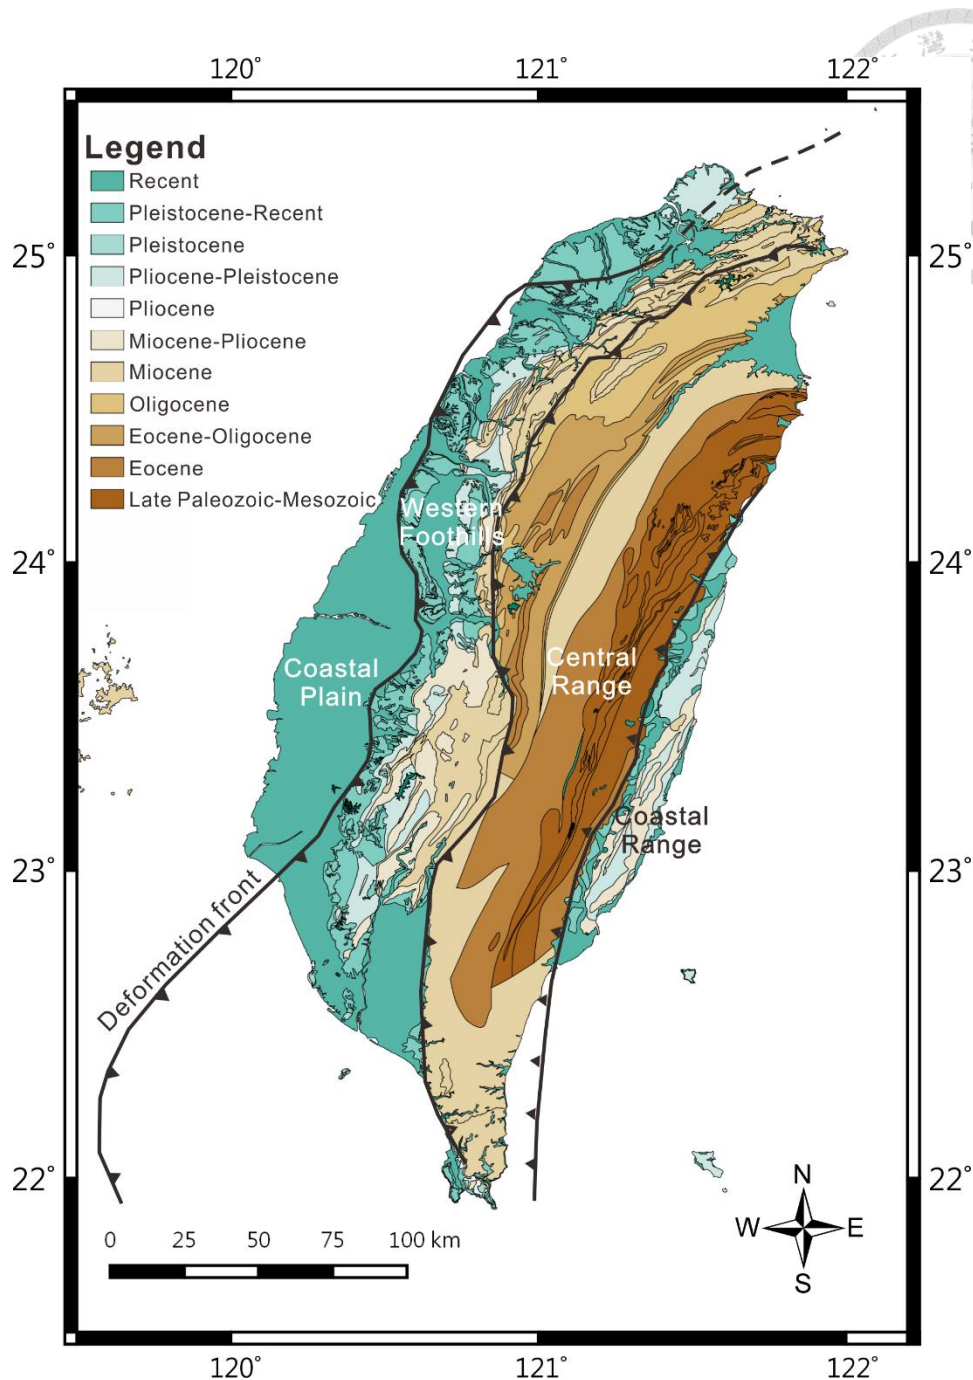 灣
120°
121°
122°
Legend
Recent
Pleistocene-Recent
Pleistocene
Pliocene-Pleistocene
Pliocene
Miocene-Pliocene
Miocene
Oligocene
Eocene-Oligocene
Eocene
Late Paleozoic-Mesozoic
25°
25°
24°
24°
23°
23°
22°
22°
Western
Foothills
Coastal
Plain
Central
Range
Coastal
Range
Deformation front
N
W
E
S
0
25
50
75
100 km
120°
121°
122°